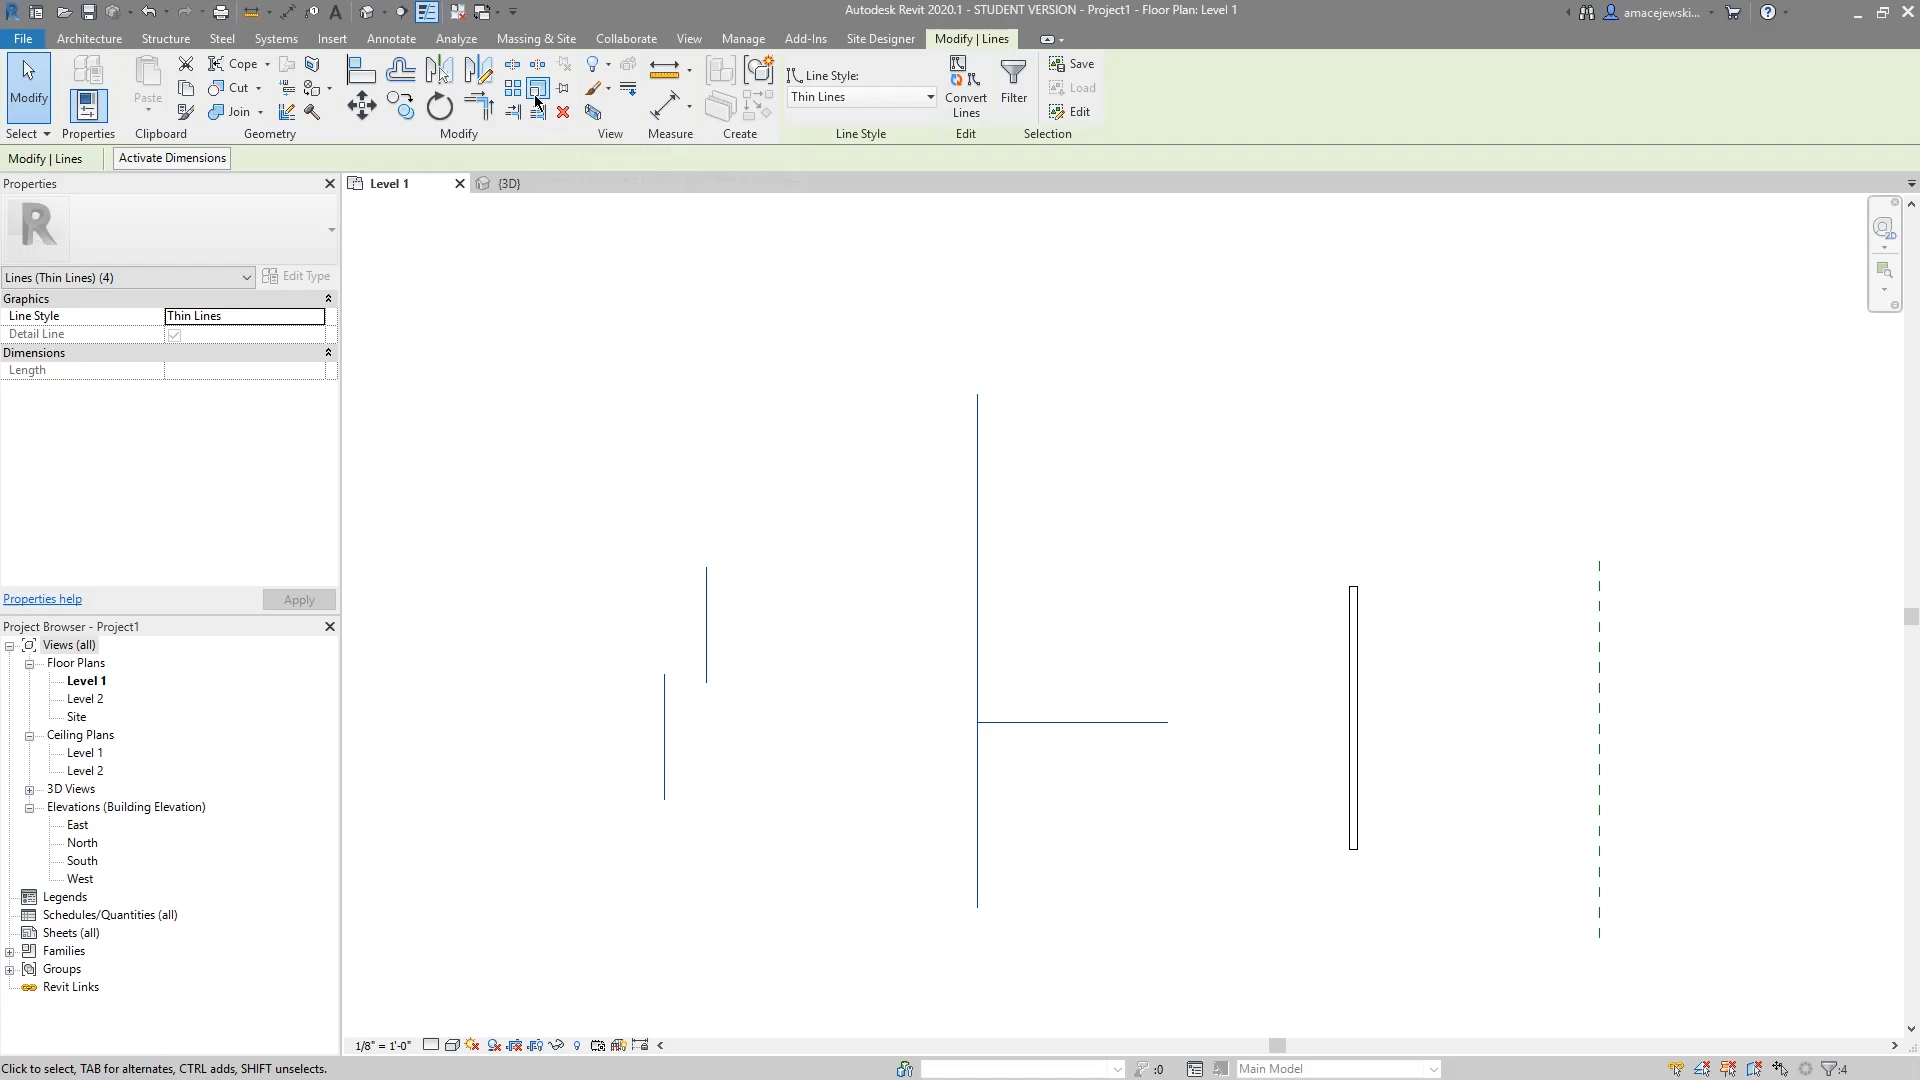 Autodesk Revit 2020.1 - STUDENT VERSION - Project1 - Floor Plan: Level 1
amacejewski...
File Architecture Structure Steel Systems Insert Annotate Analyze Massing & Site Collaborate View Manage Add-Ins Site Designer Modify | Lines
Modify
Paste
Cope
Cut
Join
Line Style:
Thin Lines
Convert
Lines
Filter
Save
Load
Edit
Select Properties Clipboard Geometry Modify View Measure Create Line Style Edit Selection
Modify | Lines Activate Dimensions
Properties
Level 1 {3D}
R
2D
Lines (Thin Lines) (4) Edit Type
Graphics
Line Style Thin Lines
Detail Line
Dimensions
Length
Properties help Apply
Project Browser - Project1
Views (all)
Floor Plans
Level 1
Level 2
Site
Ceiling Plans
Level 1
Level 2
3D Views
Elevations (Building Elevation)
East
North
South
West
Legends
Schedules/Quantities (all)
Sheets (all)
Families
Groups
Revit Links
1/8" = 1'-0"
Click to select, TAB for alternates, CTRL adds, SHIFT unselects. :0 Main Model :4